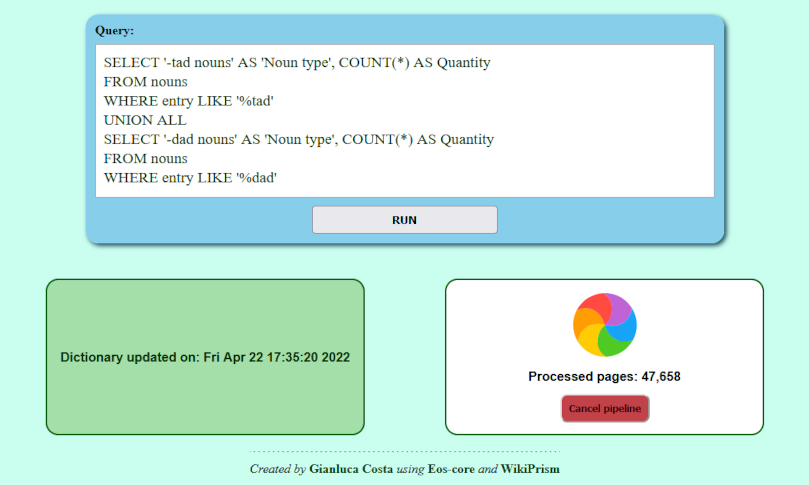 Query:
SELECT '-tad nouns' AS 'Noun type', COUNT(*) AS Quantity
FROM nouns
WHERE entry LIKE '%tad'
UNION ALL
SELECT '-dad nouns' AS 'Noun type', COUNT(*) AS Quantity
FROM nouns
WHERE entry LIKE '%dad'
RUN
Dictionary updated on: Fri Apr 22 17:35:20 2022
Processed pages: 47,658
Cancel pipeline
Created by Gianluca Costa using Eos-core and WikiPrism